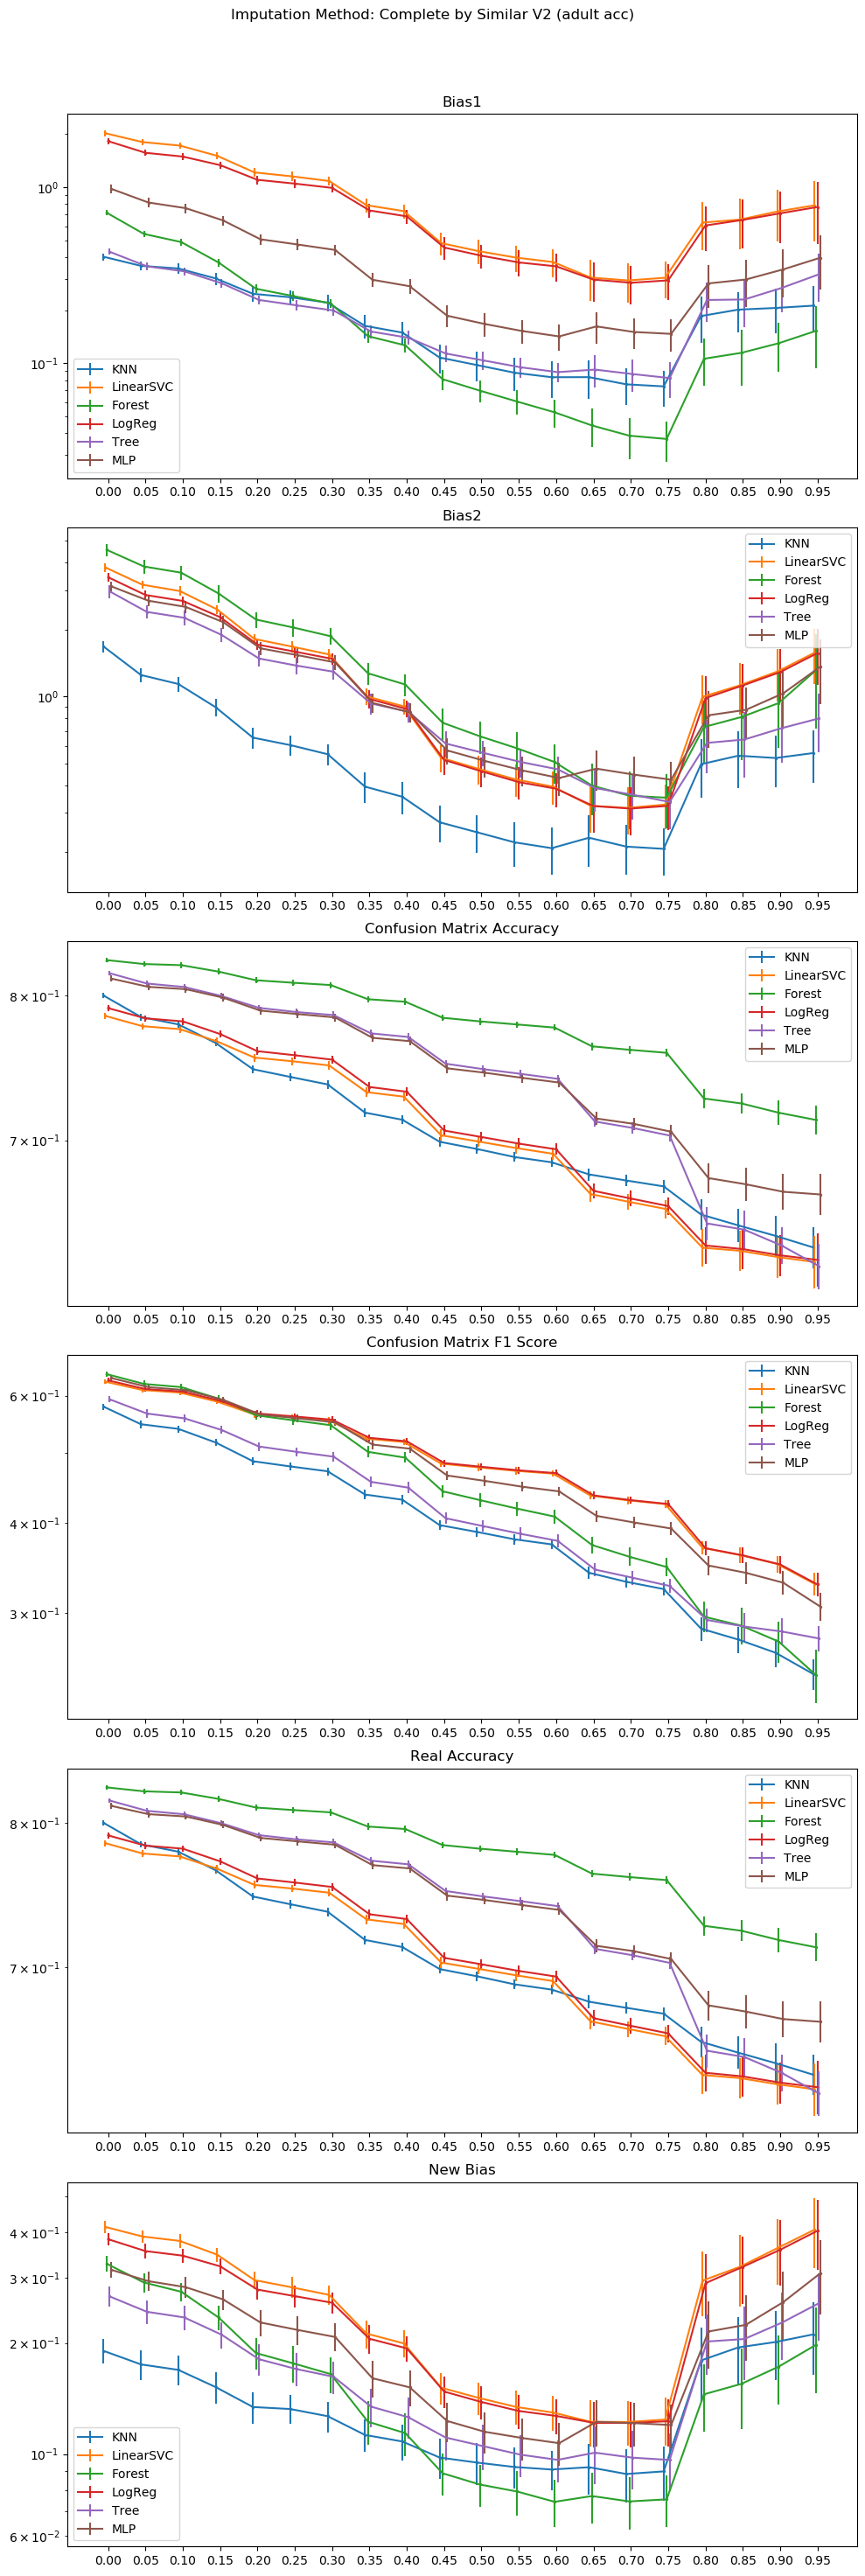 Imputation Method: Complete by Similar V2 (adult acc)
Bias1
10⁰
10⁻¹
KNN
LinearSVC
Forest
LogReg
Tree
MLP
0.00 0.05 0.10 0.15 0.20 0.25 0.30 0.35 0.40 0.45 0.50 0.55 0.60 0.65 0.70 0.75 0.80 0.85 0.90 0.95
Bias2
KNN
LinearSVC
Forest
LogReg
Tree
MLP
10⁰
0.00 0.05 0.10 0.15 0.20 0.25 0.30 0.35 0.40 0.45 0.50 0.55 0.60 0.65 0.70 0.75 0.80 0.85 0.90 0.95
Confusion Matrix Accuracy
KNN
LinearSVC
Forest
LogReg
Tree
MLP
8 × 10⁻¹
7 × 10⁻¹
0.00 0.05 0.10 0.15 0.20 0.25 0.30 0.35 0.40 0.45 0.50 0.55 0.60 0.65 0.70 0.75 0.80 0.85 0.90 0.95
Confusion Matrix F1 Score
KNN
LinearSVC
Forest
LogReg
Tree
MLP
6 × 10⁻¹
4 × 10⁻¹
3 × 10⁻¹
0.00 0.05 0.10 0.15 0.20 0.25 0.30 0.35 0.40 0.45 0.50 0.55 0.60 0.65 0.70 0.75 0.80 0.85 0.90 0.95
Real Accuracy
KNN
LinearSVC
Forest
LogReg
Tree
MLP
8 × 10⁻¹
7 × 10⁻¹
0.00 0.05 0.10 0.15 0.20 0.25 0.30 0.35 0.40 0.45 0.50 0.55 0.60 0.65 0.70 0.75 0.80 0.85 0.90 0.95
New Bias
4 × 10⁻¹
3 × 10⁻¹
2 × 10⁻¹
10⁻¹
6 × 10⁻²
KNN
LinearSVC
Forest
LogReg
Tree
MLP
0.00 0.05 0.10 0.15 0.20 0.25 0.30 0.35 0.40 0.45 0.50 0.55 0.60 0.65 0.70 0.75 0.80 0.85 0.90 0.95